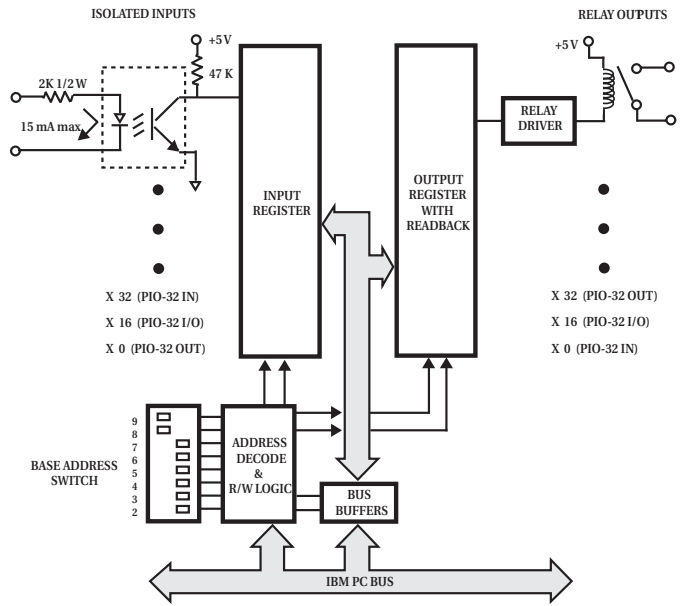 ISOLATED INPUTS
RELAY OUTPUTS
+5V
+5V
47 K
2K 1/2 W
15 mA max
RELAY
DRIVER
INPUT
REGISTER
OUTPUT
REGISTER
WITH
READBACK
X 32 (PIO-32 IN)
X 16 (PIO-32 I/O)
X 0 (PIO-32 OUT)
X 32 (PIO-32 OUT)
X 16 (PIO-32 I/O)
X 0 (PIO-32 IN)
BASE ADDRESS
SWITCH
9
8
7
6
5
4
3
2
ADDRESS
DECODE
&
R/W LOGIC
BUS
BUFFERS
IBM PC BUS